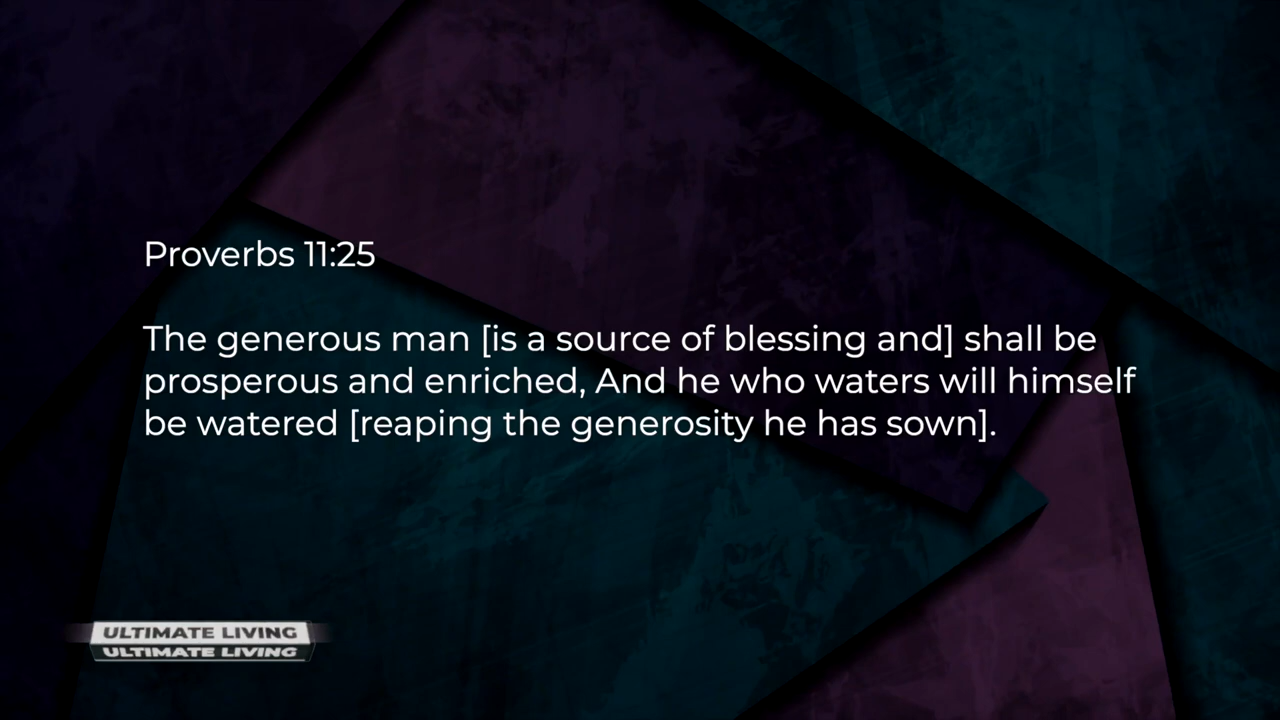 Proverbs 11:25
The generous man [is a source of blessing and] shall be
prosperous and enriched, And he who waters will himself
be watered [reaping the generosity he has sown].
ULTIMATE LIVING
ULTIMATE LIVING